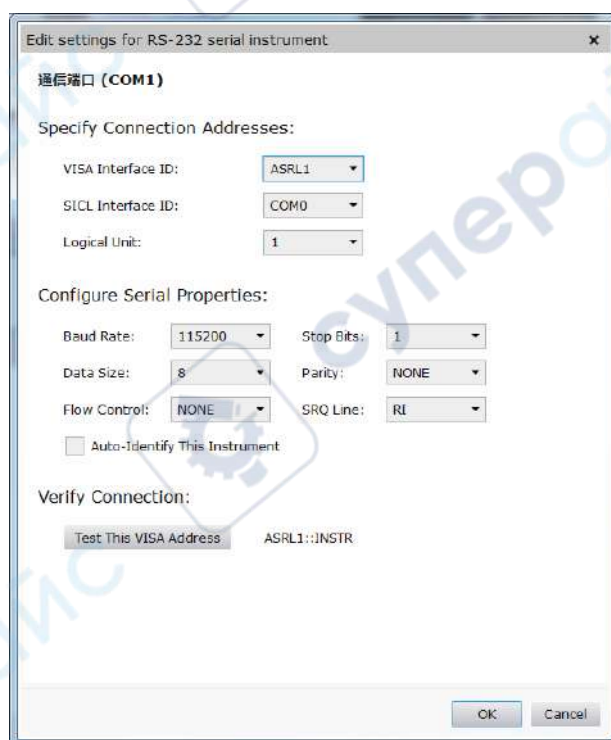 Edit settings for RS-232 serial instrument
通信端口 (COM1)
Specify Connection Addresses:
VISA Interface ID: ASRL1
SICL Interface ID: COM0
Logical Unit: 1
Configure Serial Properties:
Baud Rate: 115200 Stop Bits: 1
Data Size: 8 Parity: NONE
Flow Control: NONE SRQ Line: RI
Auto-Identify This Instrument
Verify Connection:
Test This VISA Address ASRL1::INSTR
OK Cancel
супер